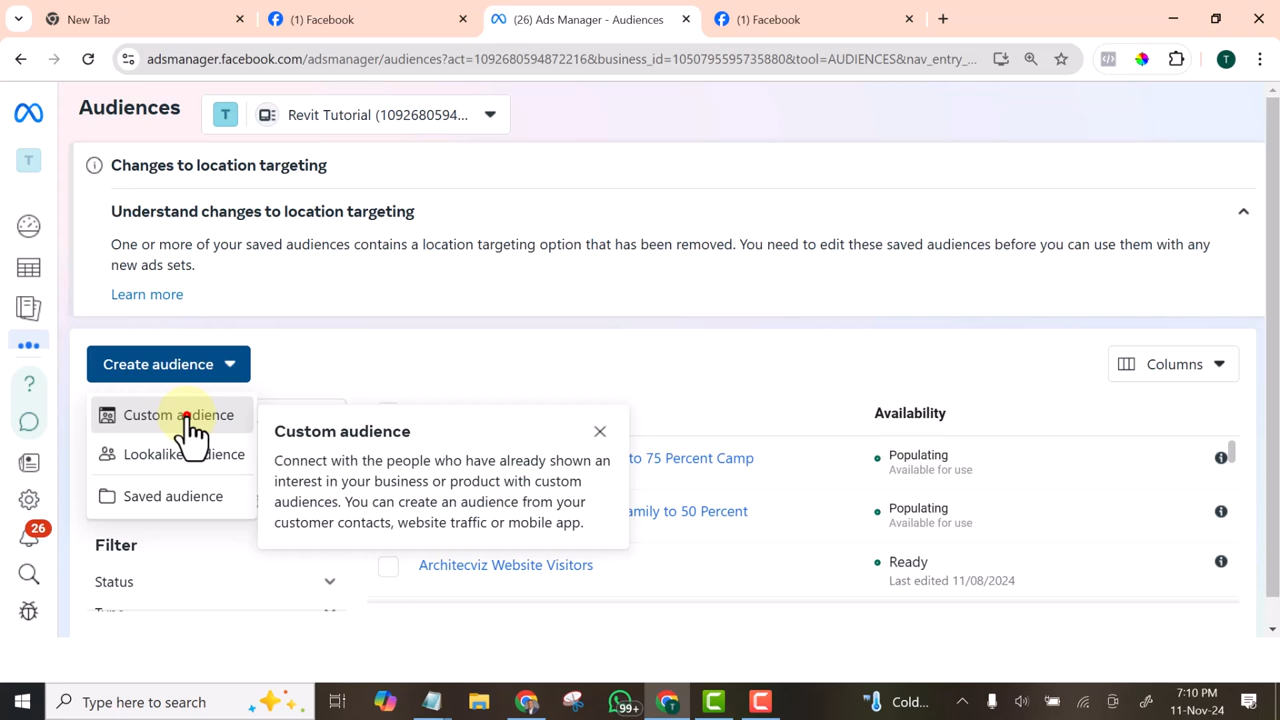 New Tab
(1) Facebook
(26) Ads Manager - Audiences
(1) Facebook
adsmanager.facebook.com/adsmanager/audiences?act=1092680594872216&business_id=1050795595735880&tool=AUDIENCES&nav_entry_...
T
Audiences
T
Revit Tutorial (1092680594...
T
Changes to location targeting
Understand changes to location targeting
One or more of your saved audiences contains a location targeting option that has been removed. You need to edit these saved audiences before you can use them with any
new ads sets.
Learn more
Create audience
Columns
Custom audience
Lookalike audience
Saved audience
Custom audience
Connect with the people who have already shown an
interest in your business or product with custom
audiences. You can create an audience from your
customer contacts, website traffic or mobile app.
Availability
to 75 Percent Camp
Populating
Available for use
amily to 50 Percent
Populating
Available for use
Architecviz Website Visitors
Ready
Last edited 11/08/2024
Filter
Status
26
Type here to search
99+
Cold...
7:10 PM
11-Nov-24